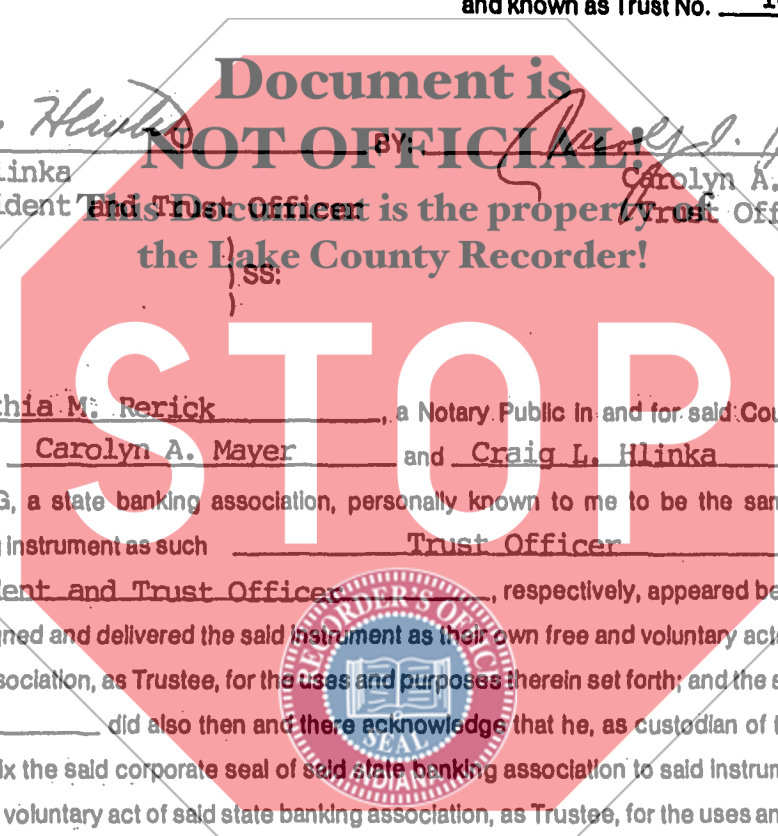 and known as Trust No.
Document is
NOT OFFICIAL!
BY:
linka
Carolyn A.
ident and Trust Officer
Trust Off
This Document is the property of
the Lake County Recorder!
SS:
STOP
thia M. Rerick, a Notary Public in and for said Cou
Carolyn A. Mayer and Craig L. Hlinka
G, a state banking association, personally known to me to be the sam
g instrument as such Trust Officer
dent and Trust Officer, respectively, appeared be
gned and delivered the said instrument as their own free and voluntary act
sociation, as Trustee, for the uses and purposes therein set forth; and the s
did also then and there acknowledge that he, as custodian of t
ix the said corporate seal of said state banking association to said instrum
voluntary act of said state banking association, as Trustee, for the uses an
RECORDER'S OFFICE
SEAL
INDIANA